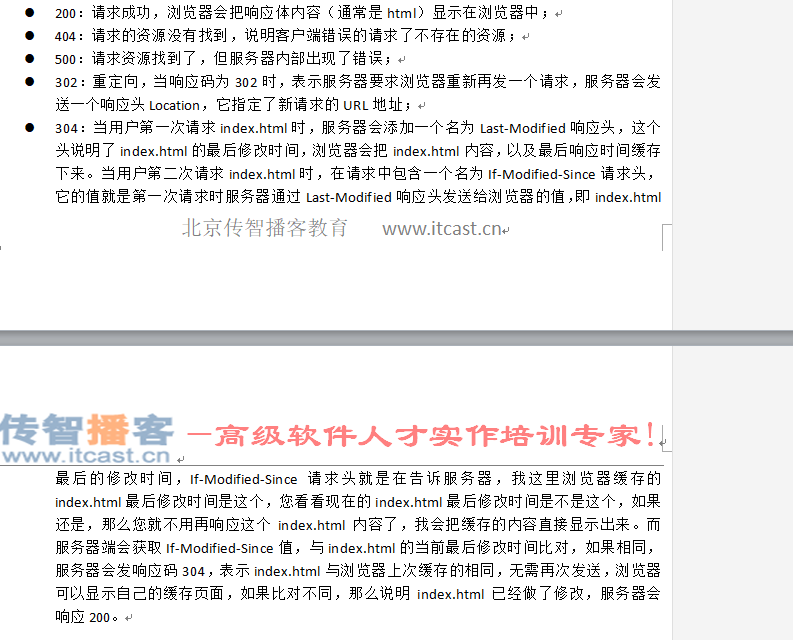 ● 200：请求成功，浏览器会把响应体内容（通常是 html）显示在浏览器中；
● 404：请求的资源没有找到，说明客户端错误的请求了不存在的资源；
● 500：请求资源找到了，但服务器内部出现了错误；
● 302：重定向，当响应码为 302 时，表示服务器要求浏览器重新再发一个请求，服务器会发
送一个响应头 Location，它指定了新请求的 URL 地址；
● 304：当用户第一次请求 index.html 时，服务器会添加一个名为 Last-Modified 响应头，这个
头说明了 index.html 的最后修改时间，浏览器会把 index.html 内容，以及最后响应时间缓存
下来。当用户第二次请求 index.html 时，在请求中包含一个名为 If-Modified-Since 请求头，
它的值就是第一次请求时服务器通过 Last-Modified 响应头发送给浏览器的值，即 index.html
北京传智播客教育 www.itcast.cn
传智播客 —高级软件人才实作培训专家!
www.itcast.cn
最后的修改时间，If-Modified-Since 请求头就是在告诉服务器，我这里浏览器缓存的
index.html 最后修改时间是这个，您看看现在的 index.html 最后修改时间是不是这个，如果
还是，那么您就不用再响应这个 index.html 内容了，我会把缓存的内容直接显示出来。而
服务器端会获取 If-Modified-Since 值，与 index.html 的当前最后修改时间比对，如果相同，
服务器会发响应码 304，表示 index.html 与浏览器上次缓存的相同，无需再次发送，浏览器
可以显示自己的缓存页面，如果比对不同，那么说明 index.html 已经做了修改，服务器会
响应 200。